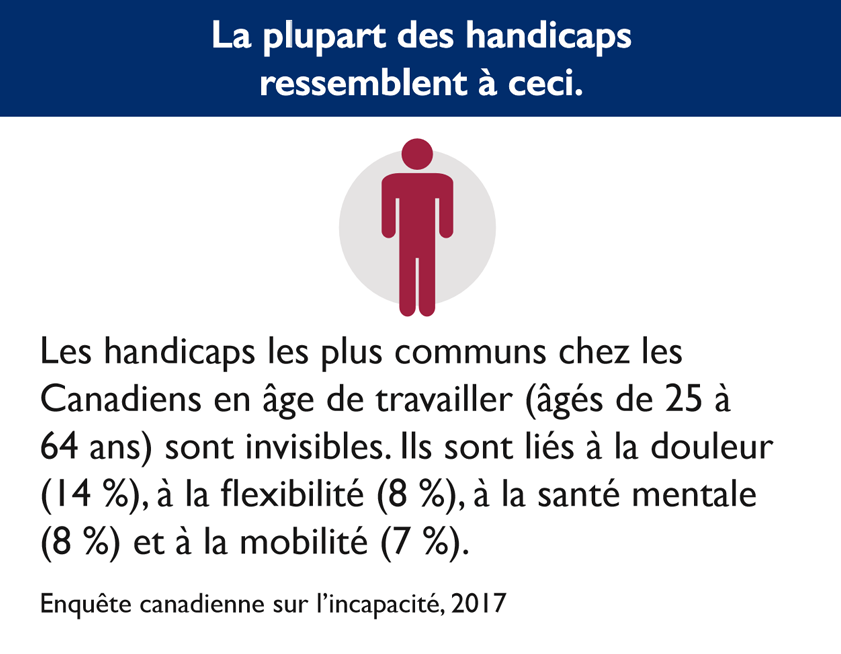 La plupart des handicaps
ressemblent à ceci.
Les handicaps les plus communs chez les
Canadiens en âge de travailler (âgés de 25 à
64 ans) sont invisibles. Ils sont liés à la douleur
(14 %), à la flexibilité (8 %), à la santé mentale
(8 %) et à la mobilité (7 %).
Enquête canadienne sur l’incapacité, 2017